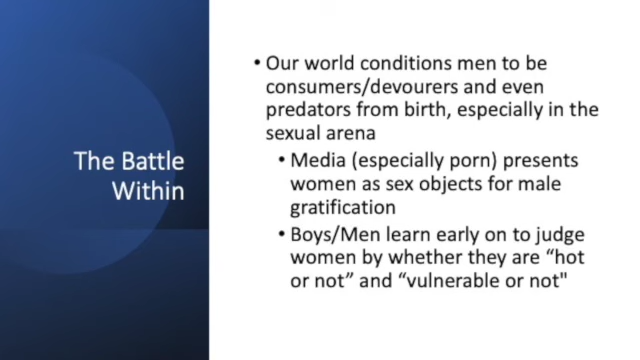 The Battle
Within
• Our world conditions men to be
consumers/devourers and even
predators from birth, especially in the
sexual arena
• Media (especially porn) presents
women as sex objects for male
gratification
• Boys/Men learn early on to judge
women by whether they are “hot
or not” and “vulnerable or not"